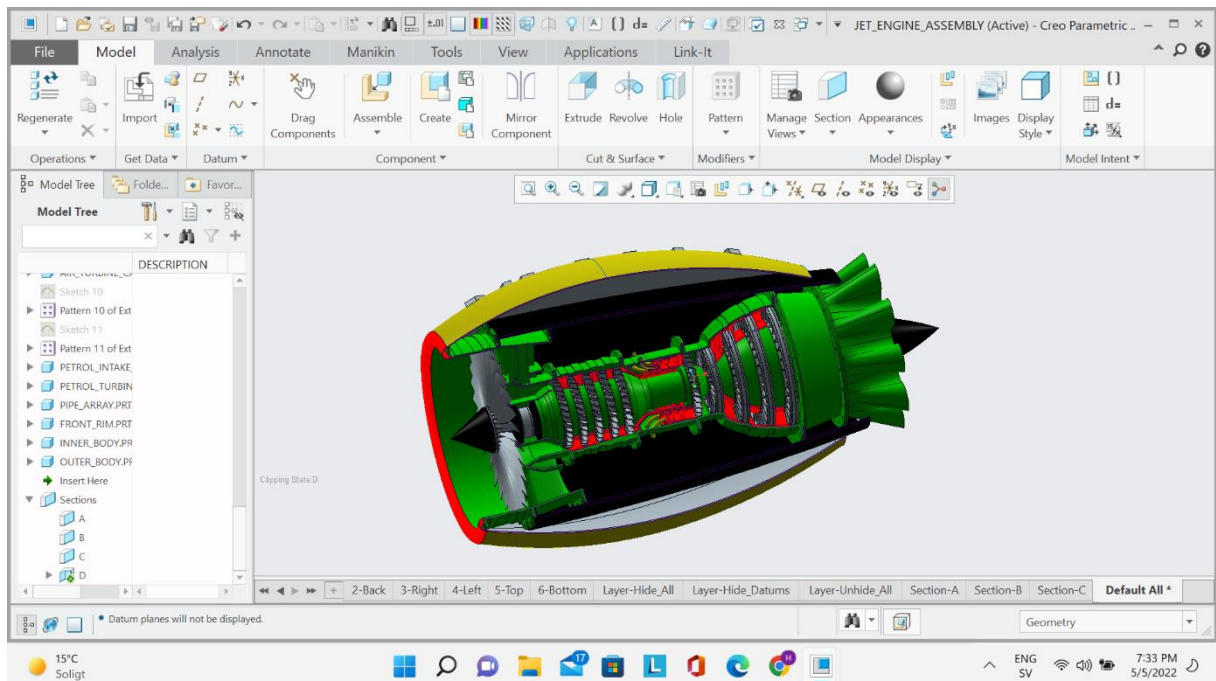 JET_ENGINE_ASSEMBLY (Active) - Creo Parametric ..
File Model Analysis Annotate Manikin Tools View Applications Link-It
Regenerate Import Drag Components Assemble Create Mirror Component Extrude Revolve Hole Pattern Manage Views Section Appearances Images Display Style
Operations Get Data Datum Component Cut & Surface Modifiers Model Display Model Intent
Model Tree Folde... Favor...
Model Tree
DESCRIPTION
Sketch 10
Pattern 10 of Ext
Sketch 11
Pattern 11 of Ext
PETROL_INTAKE_
PETROL_TURBIN
PIPE_ARRAY.PRT
FRONT_RIM.PRT
INNER_BODY.PR
OUTER_BODY.PF
Insert Here
Clipping State:D
Sections
A
B
C
D
2-Back 3-Right 4-Left 5-Top 6-Bottom Layer-Hide_All Layer-Hide_Datums Layer-Unhide_All Section-A Section-B Section-C Default All *
• Datum planes will not be displayed.
Geometry
15°C
Soligt
17
ENG
SV
7:33 PM
5/5/2022